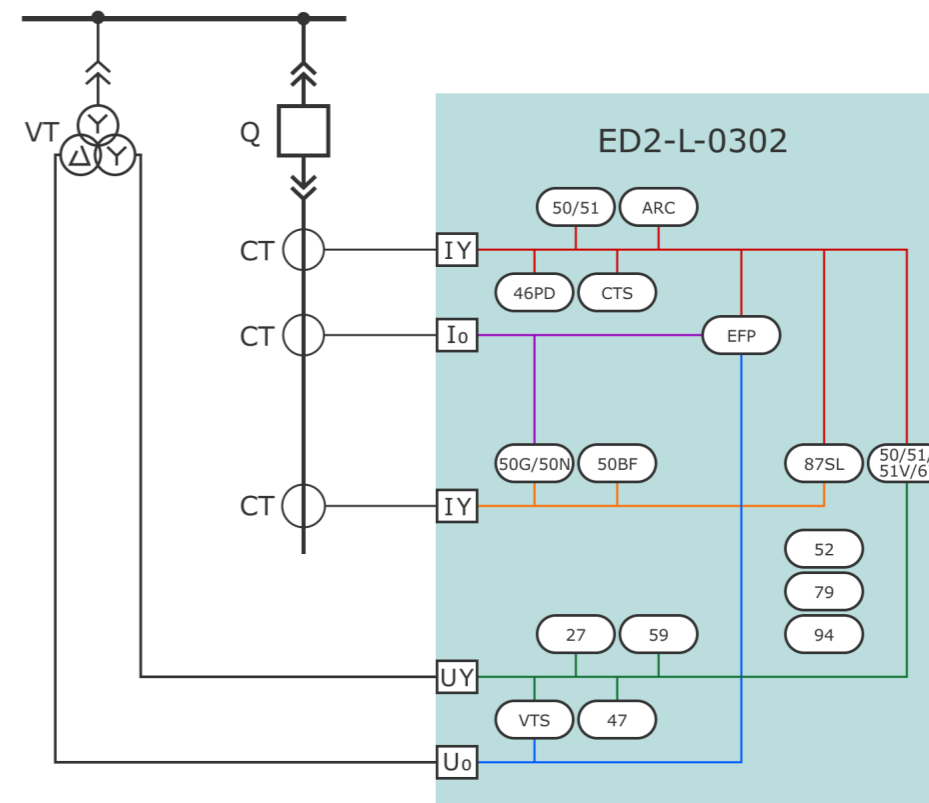 ED2-L-0302
VT
Q
50/51
ARC
CT
IY
46PD
CTS
CT
I₀
EFP
50G/50N
50BF
87SL
50/51/
51V/6
CT
IY
52
79
94
27
59
UY
VTS
47
U₀
Y
Δ
Y